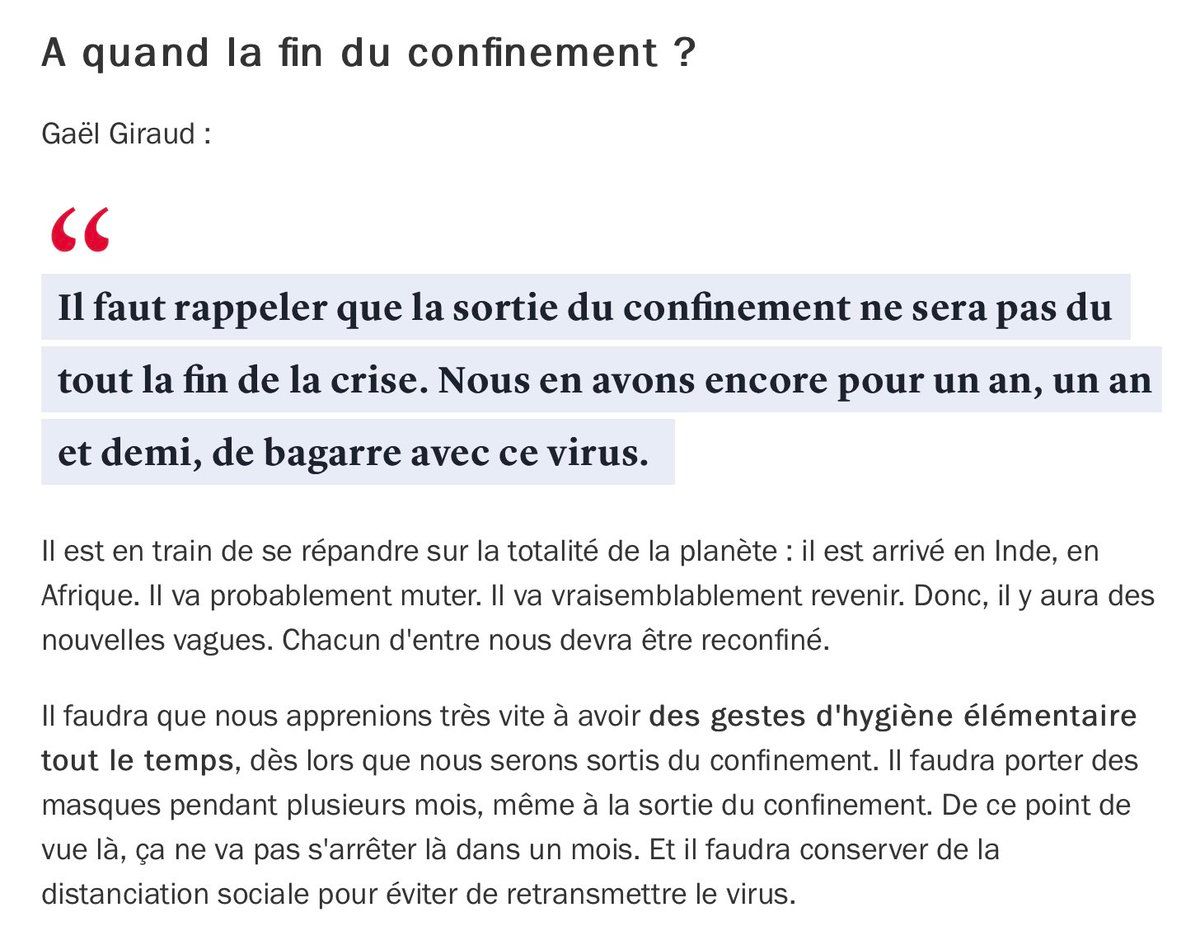 A quand la fin du confinement ?
Gaël Giraud :
“
Il faut rappeler que la sortie du confinement ne sera pas du
tout la fin de la crise. Nous en avons encore pour un an, un an
et demi, de bagarre avec ce virus.
Il est en train de se répandre sur la totalité de la planète : il est arrivé en Inde, en
Afrique. Il va probablement muter. Il va vraisemblablement revenir. Donc, il y aura des
nouvelles vagues. Chacun d'entre nous devra être reconfiné.
Il faudra que nous apprenions très vite à avoir des gestes d'hygiène élémentaire
tout le temps, dès lors que nous serons sortis du confinement. Il faudra porter des
masques pendant plusieurs mois, même à la sortie du confinement. De ce point de
vue là, ça ne va pas s'arrêter là dans un mois. Et il faudra conserver de la
distanciation sociale pour éviter de retransmettre le virus.